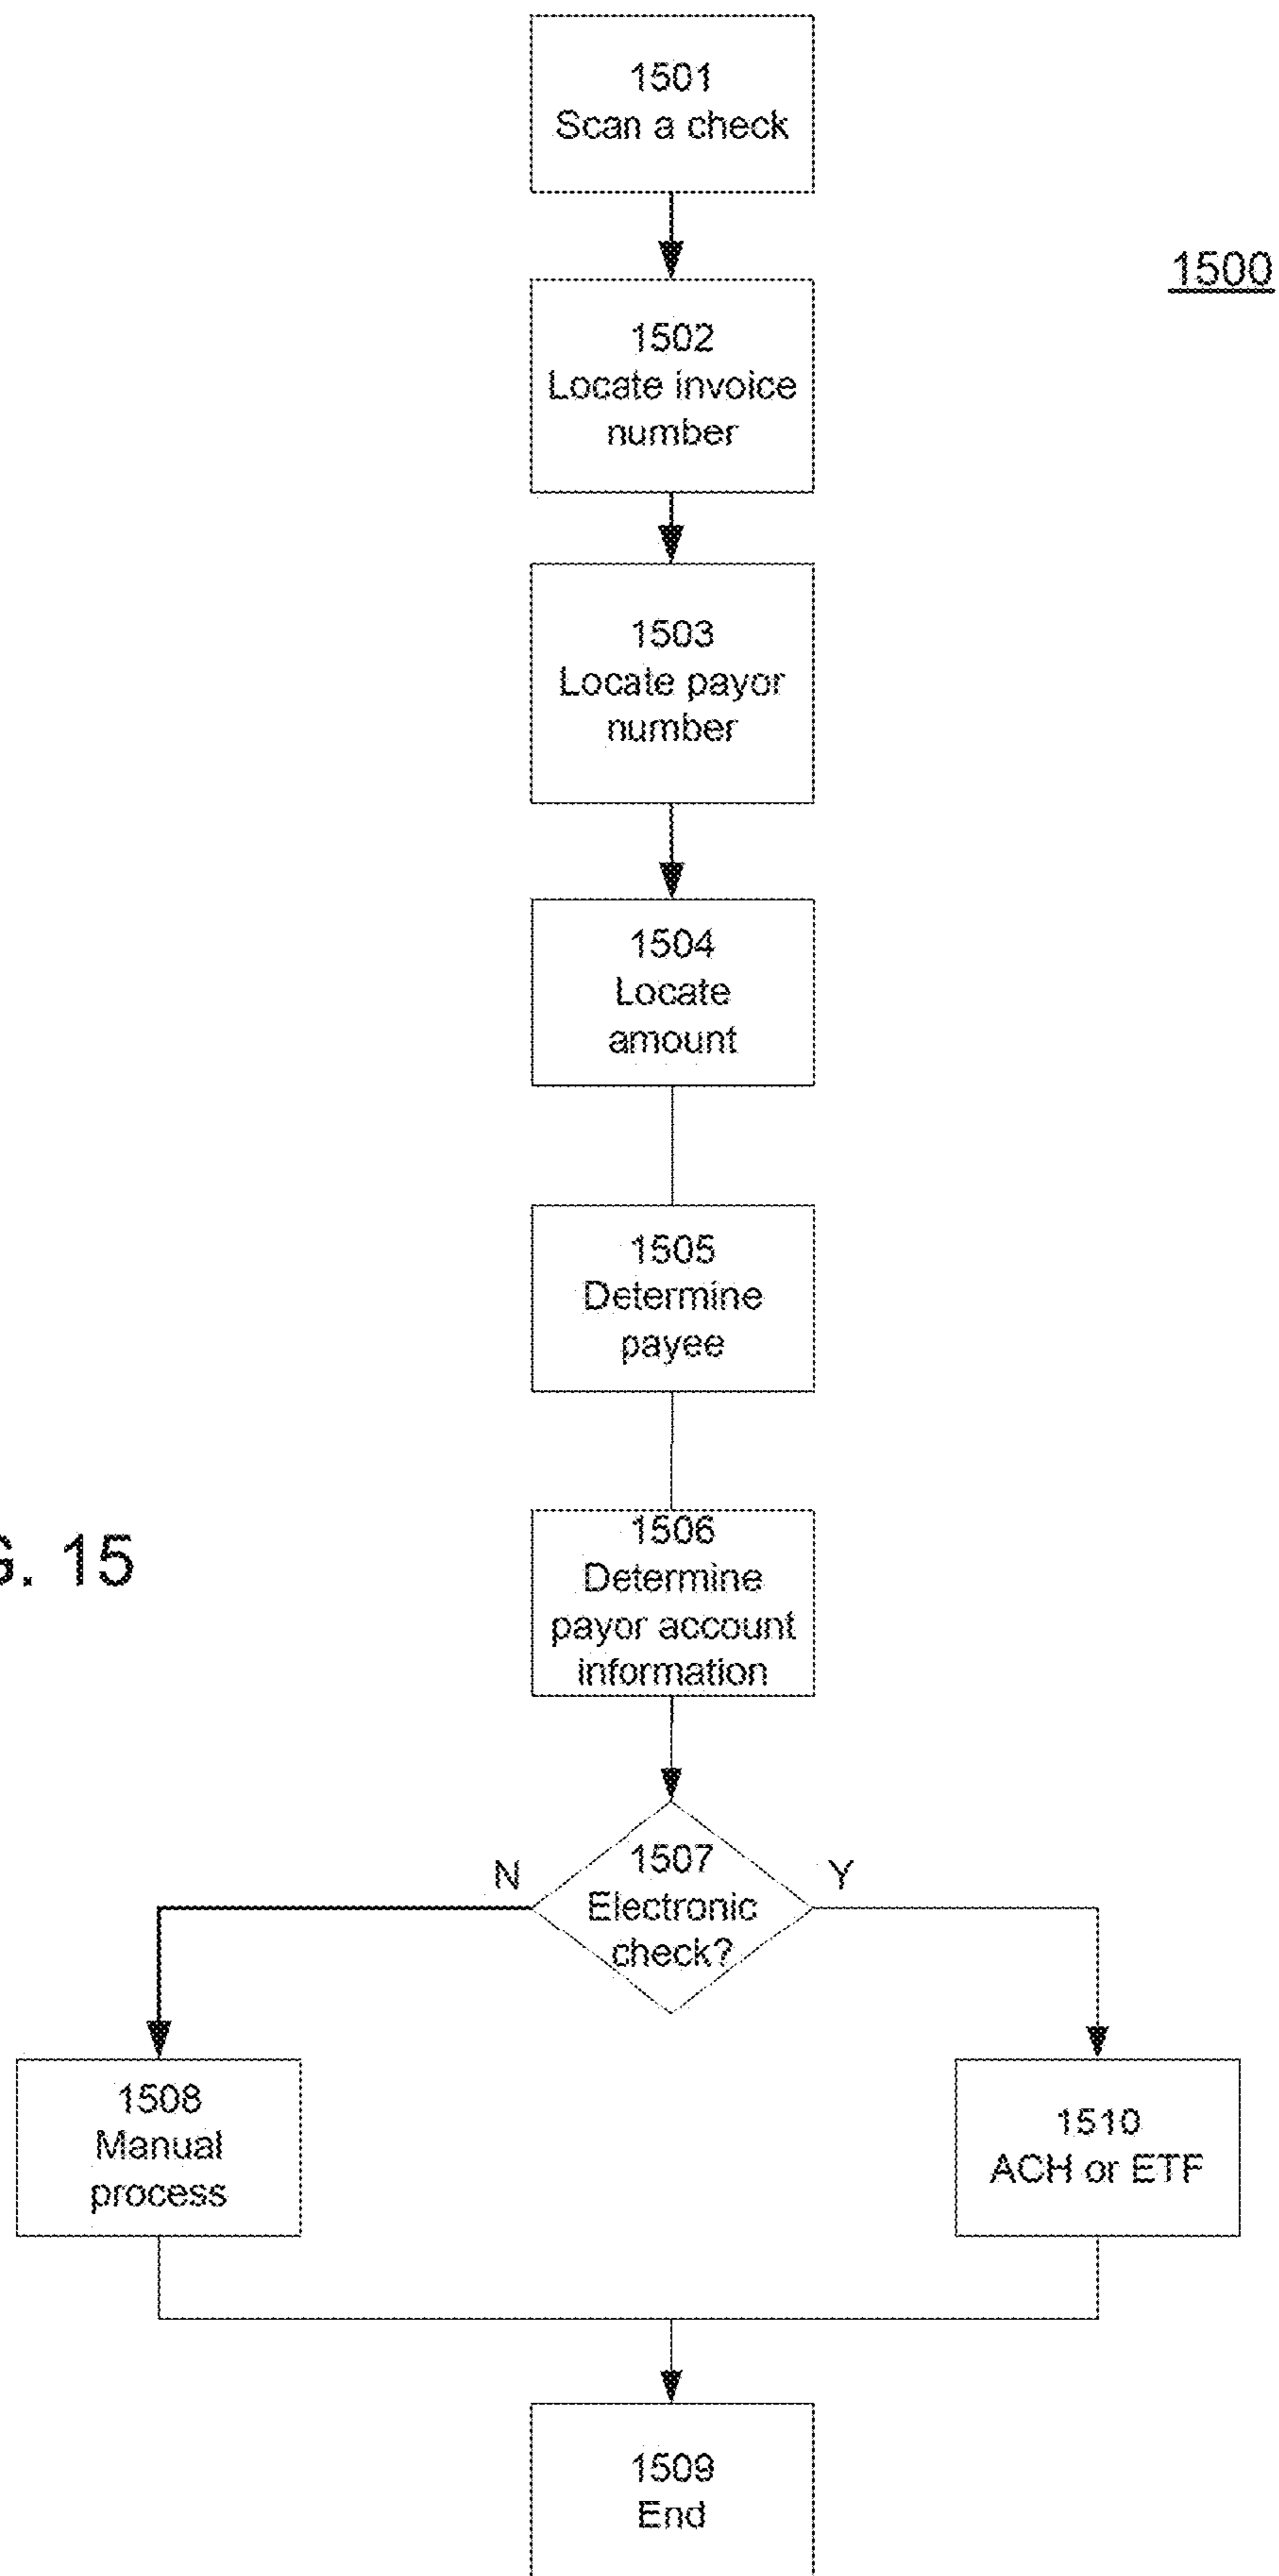 1501
Scan a check
1500
1502
Locate invoice
number
1503
Locate payor
number
1504
Locate
amount
1505
Determine
payee
G. 15
1506
Determine
payor account
information
N
1507
Y
Electronic
check?
1508
Manual
process
1510
ACH or ETF
1509
End